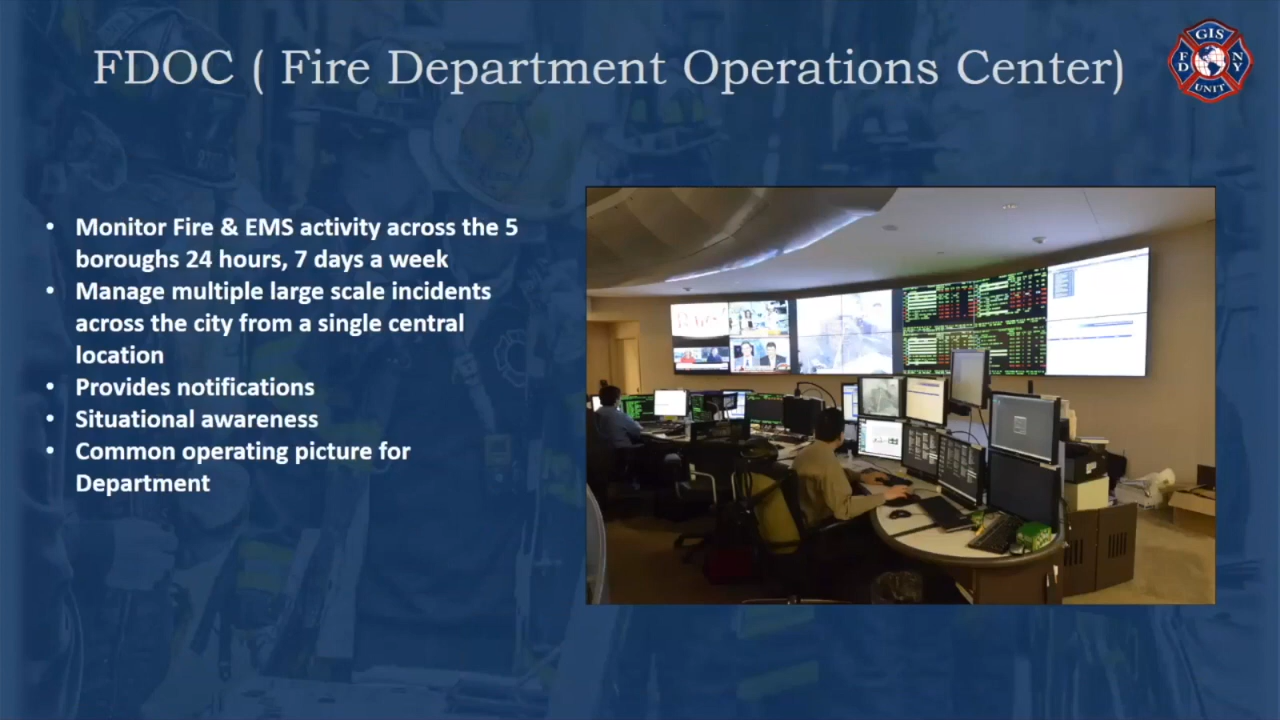 FDOC ( Fire Department Operations Center)
GIS
FD NY
UNIT
• Monitor Fire & EMS activity across the 5
boroughs 24 hours, 7 days a week
• Manage multiple large scale incidents
across the city from a single central
location
• Provides notifications
• Situational awareness
• Common operating picture for
Department